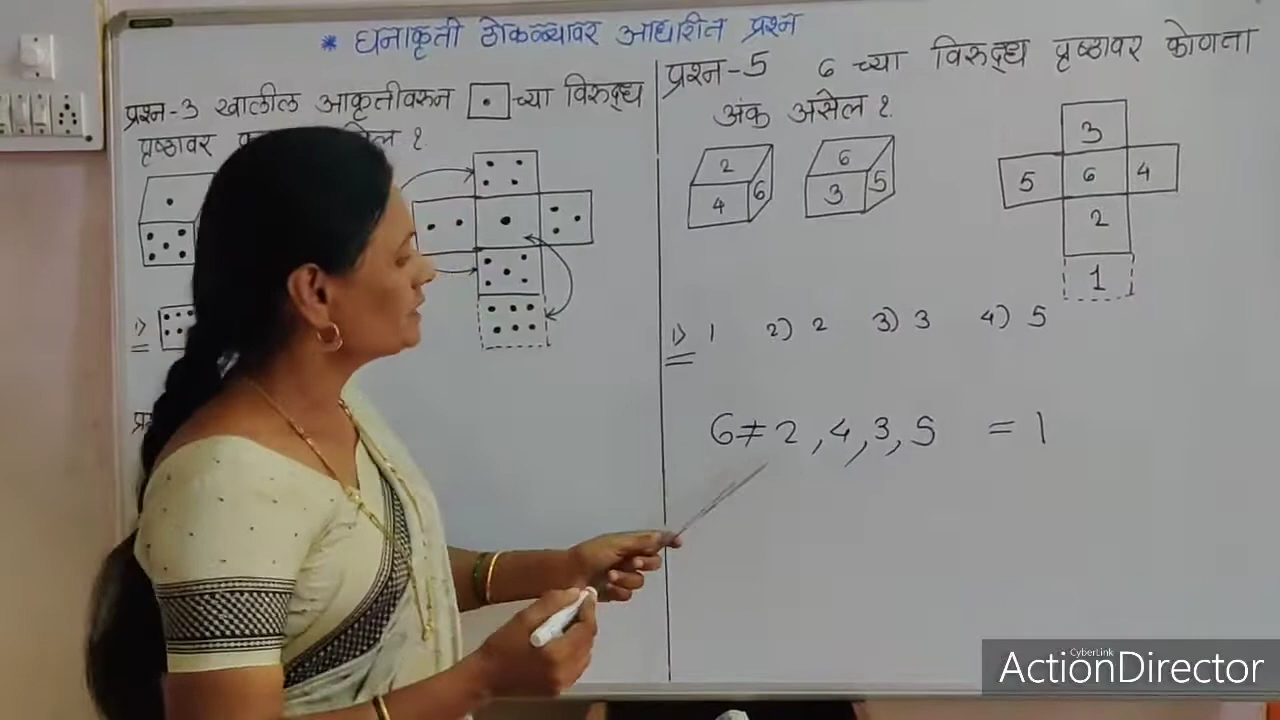 * घनाकृती ठोकळ्यावर आधारित प्रश्न
प्रश्न-3 खालील आकृतीवरून च्या विरुद्ध
पृष्ठावर
१.
1)
प्रश्न-5 6 च्या विरुद्ध पृष्ठावर कोणता
अंक असेल ?
2
4 6
6
3 5
3
5 6 4
2
1
1) 1 2) 2 3) 3 4) 5
6≠2,4,3,5 =1
CyberLink
ActionDirector